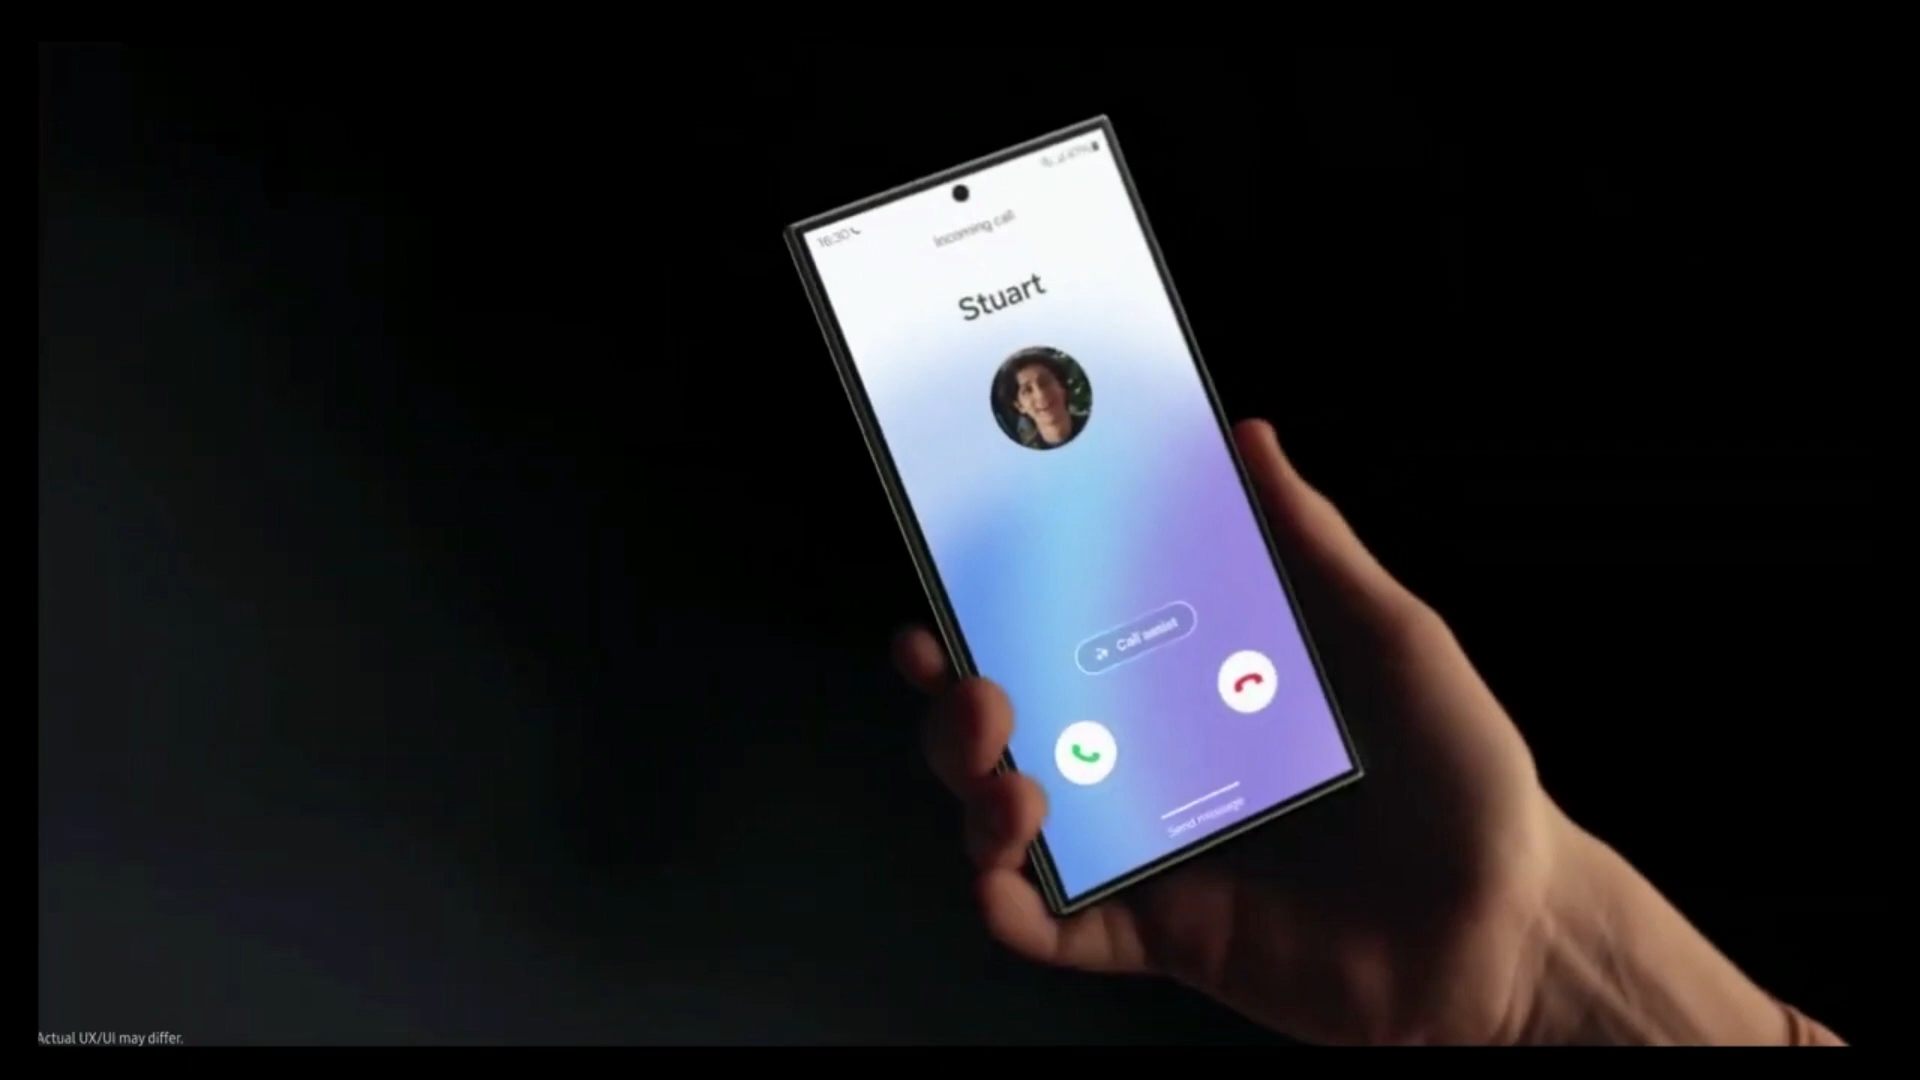 16:30
Incoming call
Stuart
Call assist
Send message
Actual UX/UI may differ.